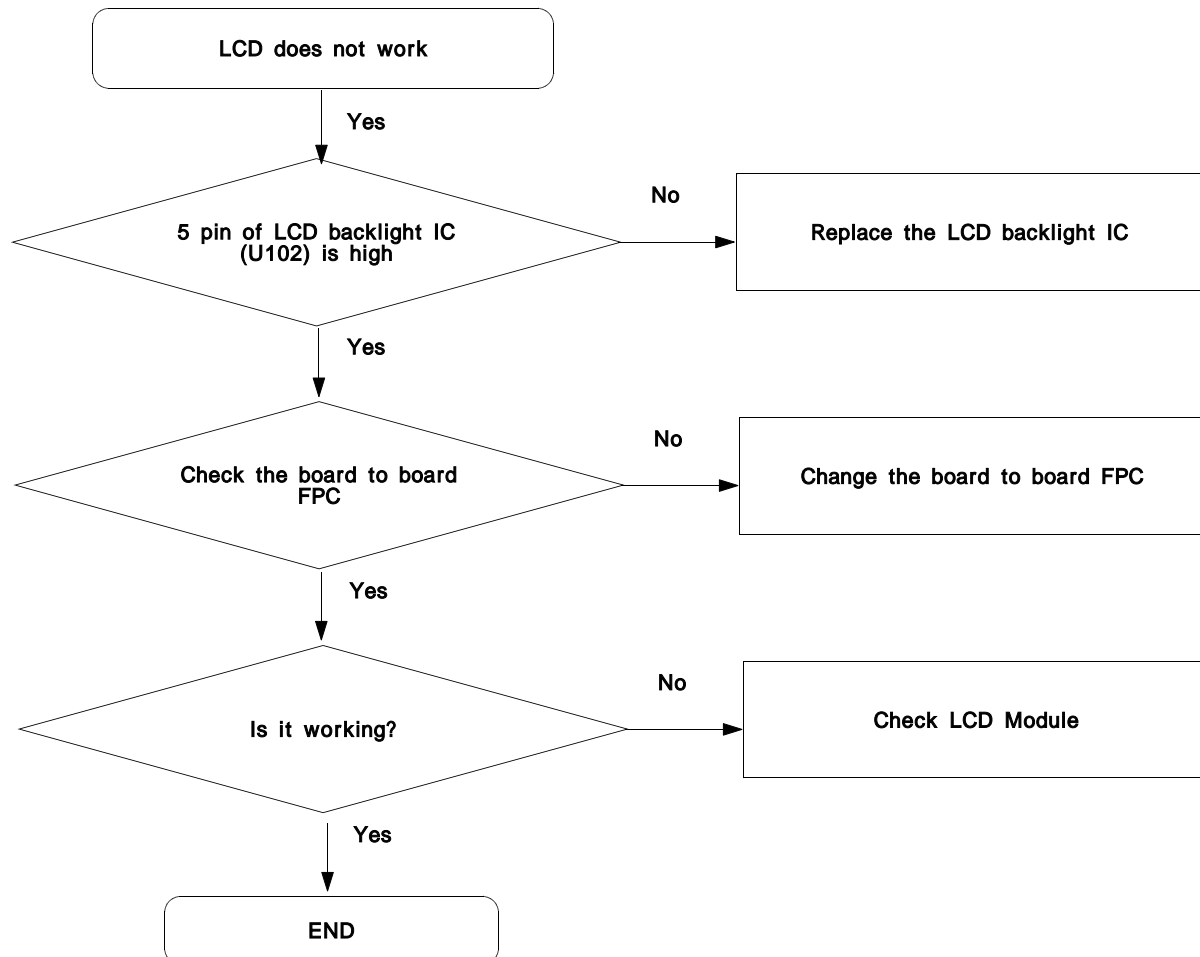 LCD does not work
Yes
5 pin of LCD backlight IC
(U102) is high
No
Replace the LCD backlight IC
Yes
Check the board to board
FPC
No
Change the board to board FPC
Yes
Is it working?
No
Check LCD Module
Yes
END